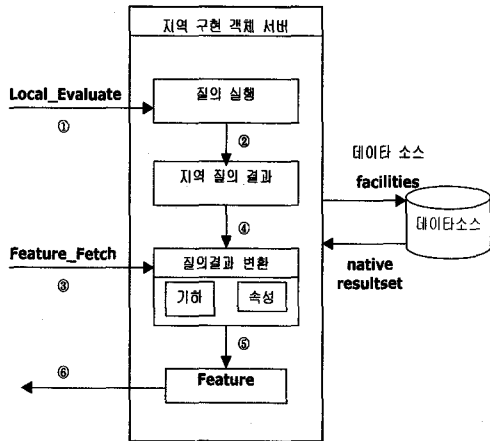 지역 구현 객체 서버
Local_Evaluate
①
질의 실행
②
지역 질의 결과
데이타 소스
facilities
데이타소스
native
resultset
④
Feature_Fetch
③
질의결과 변환
기하
속성
⑤
⑥
Feature